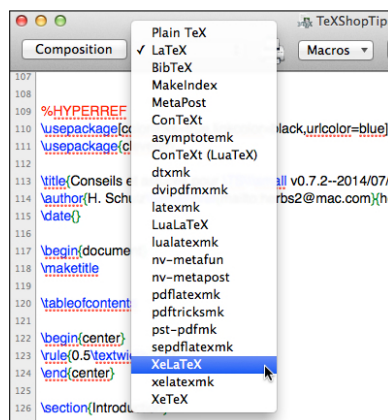 TeXShopTip
Composition
Macros
Plain TeX
✓ LaTeX
BibTeX
MakeIndex
MetaPost
ConTeXt
asymptotemk
ConTeXt (LuaTeX)
dtxmk
dvipdfmxmk
latexmk
LuaLaTeX
lualatexmk
nv-metafun
nv-metapost
pdflatexmk
pdftricksmk
pst-pdfmk
sepdflatexmk
XeLaTeX
xelatexmk
XeTeX
107
108
109 %HYPERREF
110 \usepackage[co lack,urlcolor=blue]
111 \usepackage{c
112
113 \title{Conseils e all v0.7.2--2014/07/
114 \author{H. Schu rbs2@mac.com}{h
115 \date{}
116
117 \begin{docume
118 \maketitle
119
120 \tableofcontent
121
122 \begin{center}
123 \rule{0.5\textwi
124 \end{center}
125
126 \section{Introdu